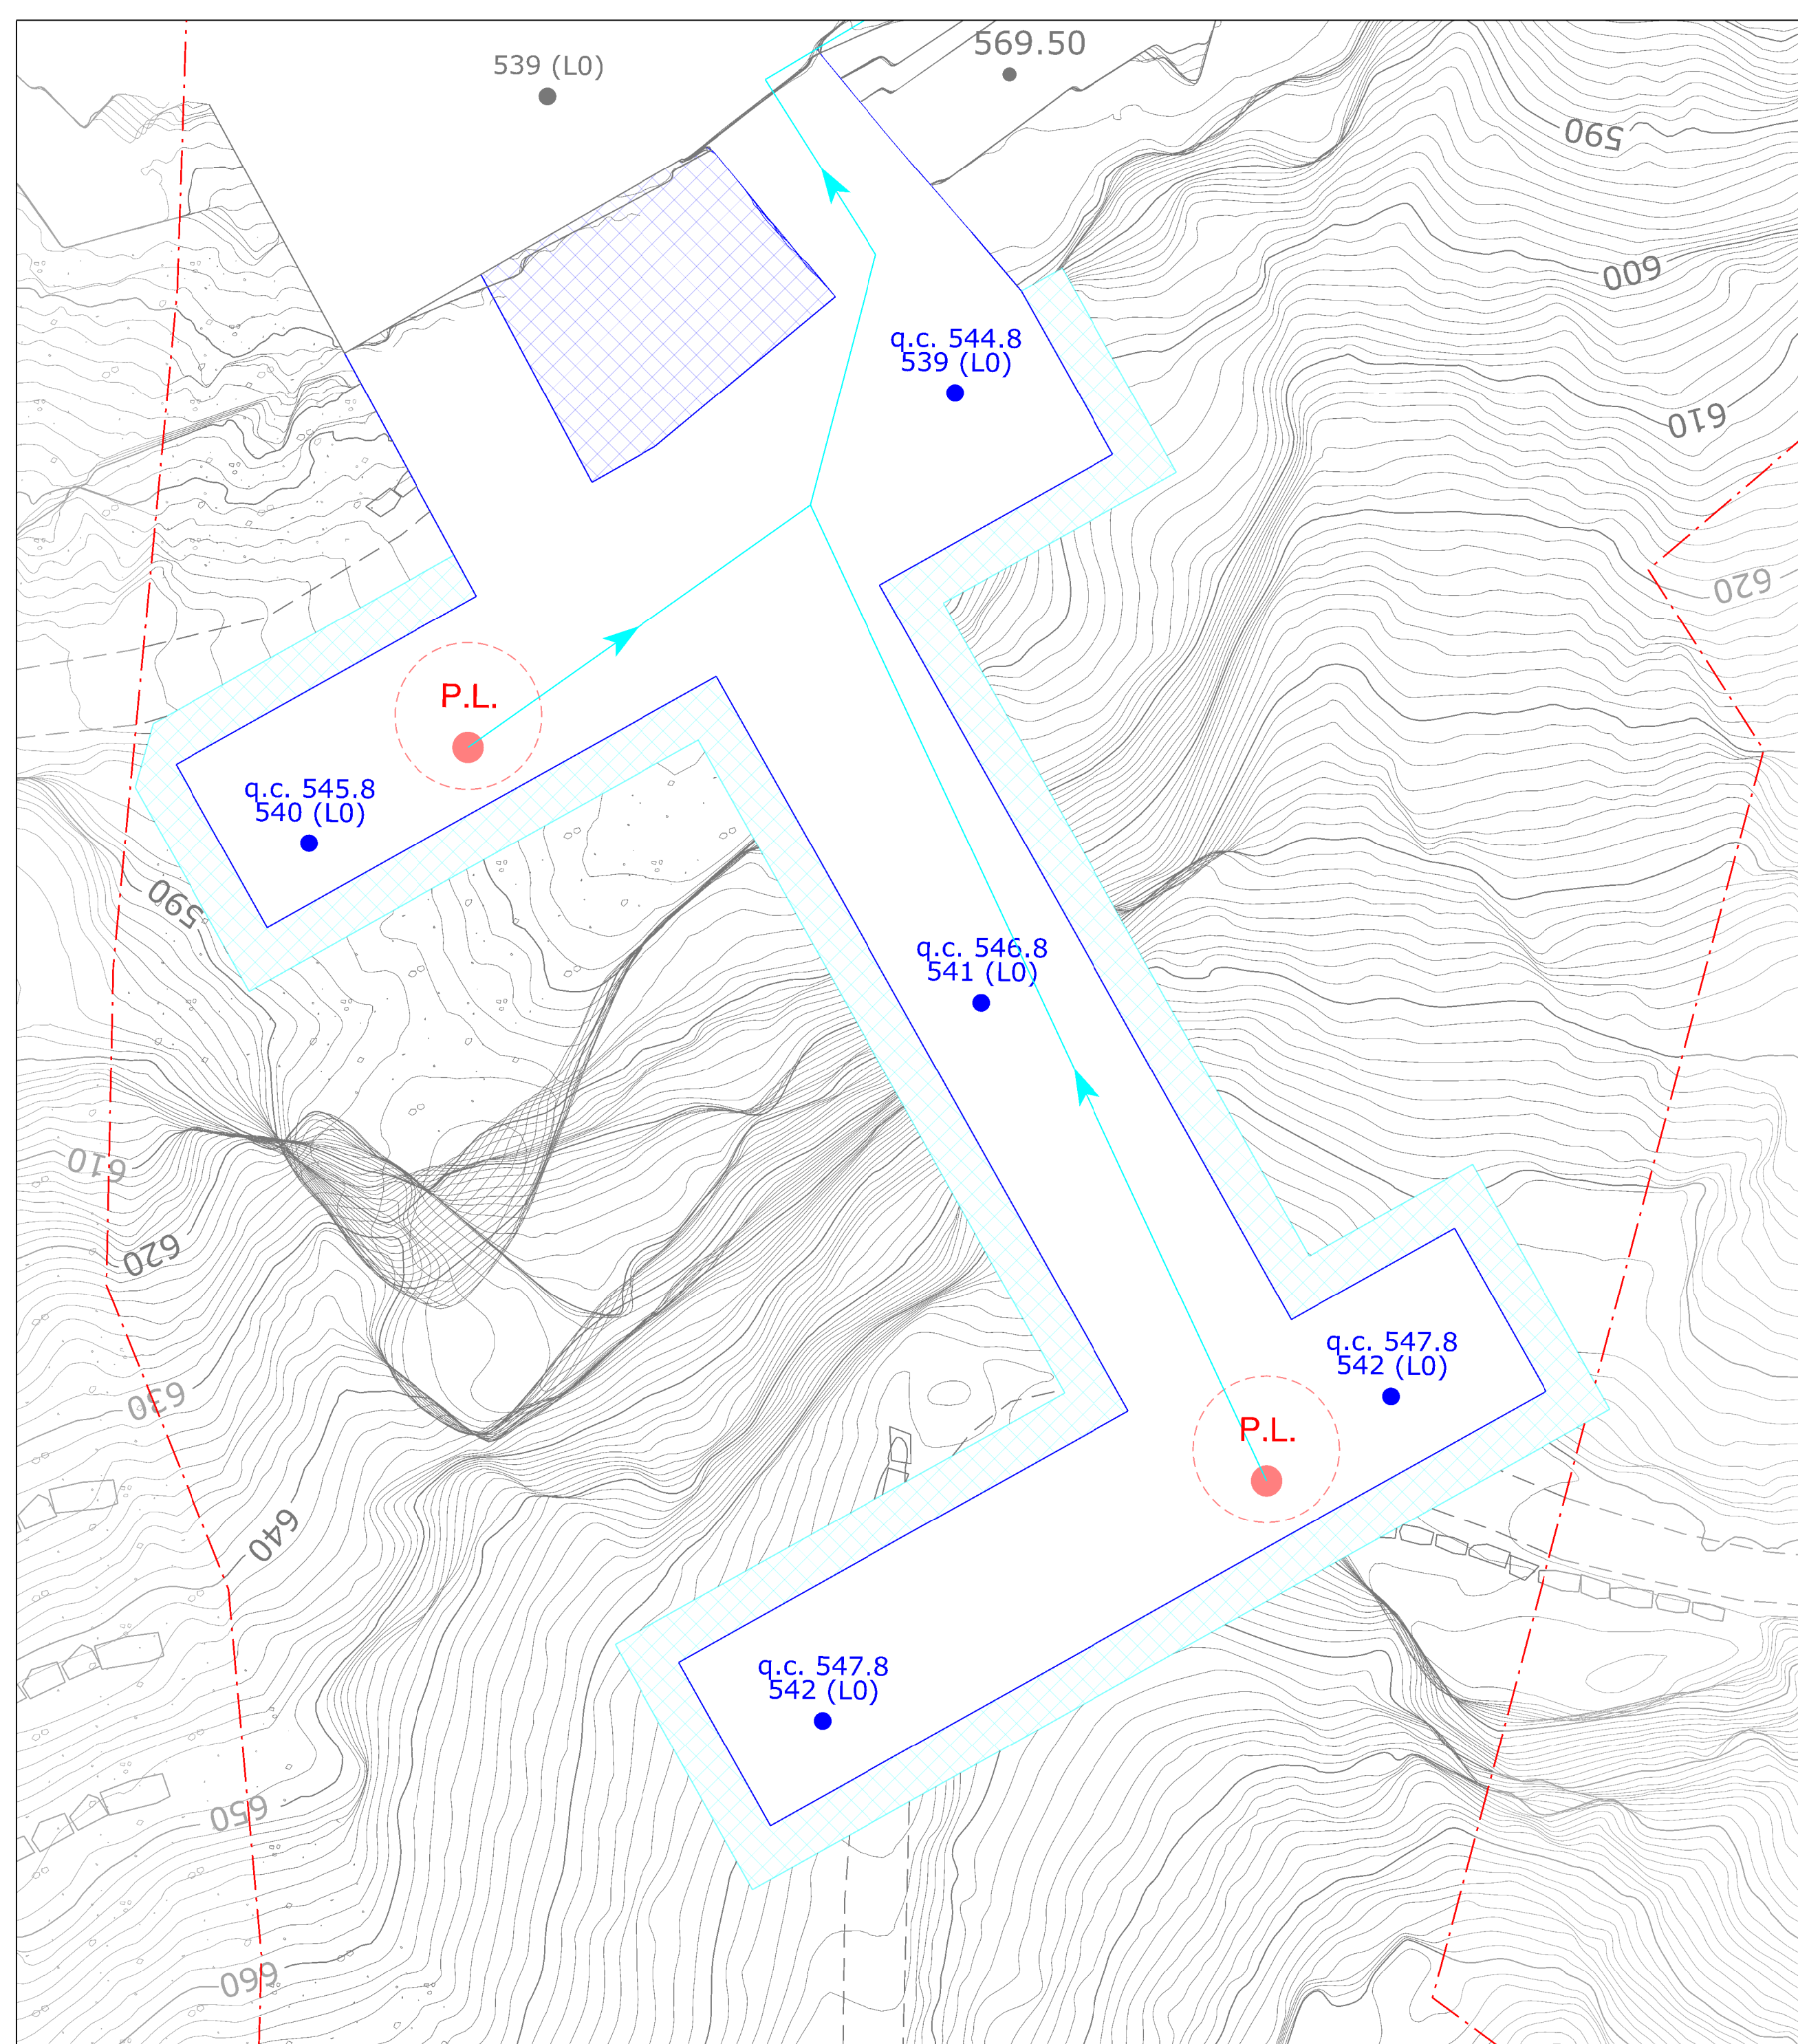 539 (L0)
569.50
590
600
q.c. 544.8
539 (L0)
610
620
P.L.
q.c. 545.8
540 (L0)
590
q.c. 546.8
541 (L0)
610
620
q.c. 547.8
542 (L0)
630
P.L.
640
q.c. 547.8
542 (L0)
650
660